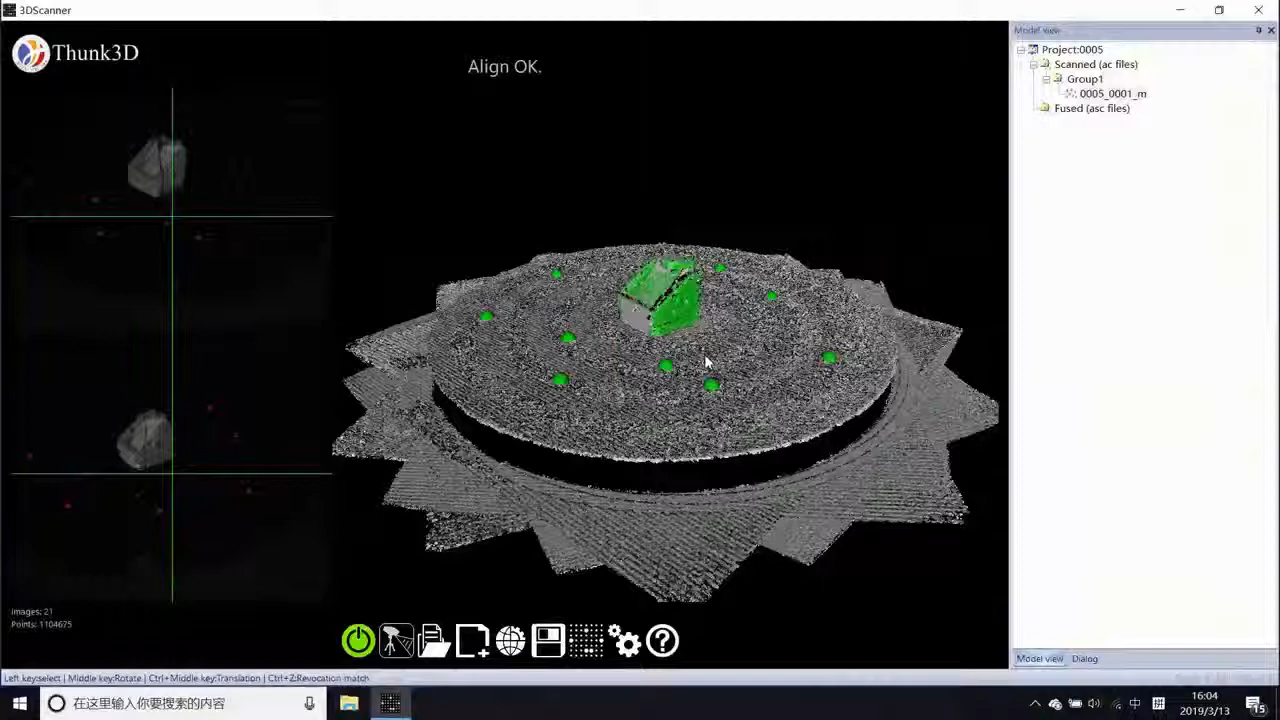 3DScanner
Thunk3D
Align OK.
Model view
Project:0005
Scanned (ac files)
Group1
0005_0001_m
Fused (asc files)
Images: 21
Points: 1104675
Model view
Dialog
Left key:select | Middle key:Rotate | Ctrl+Middle key:Translation | Ctrl+Z:Revocation match
在这里输入你要搜索的内容
中
拼
16:04
2019/3/13
15